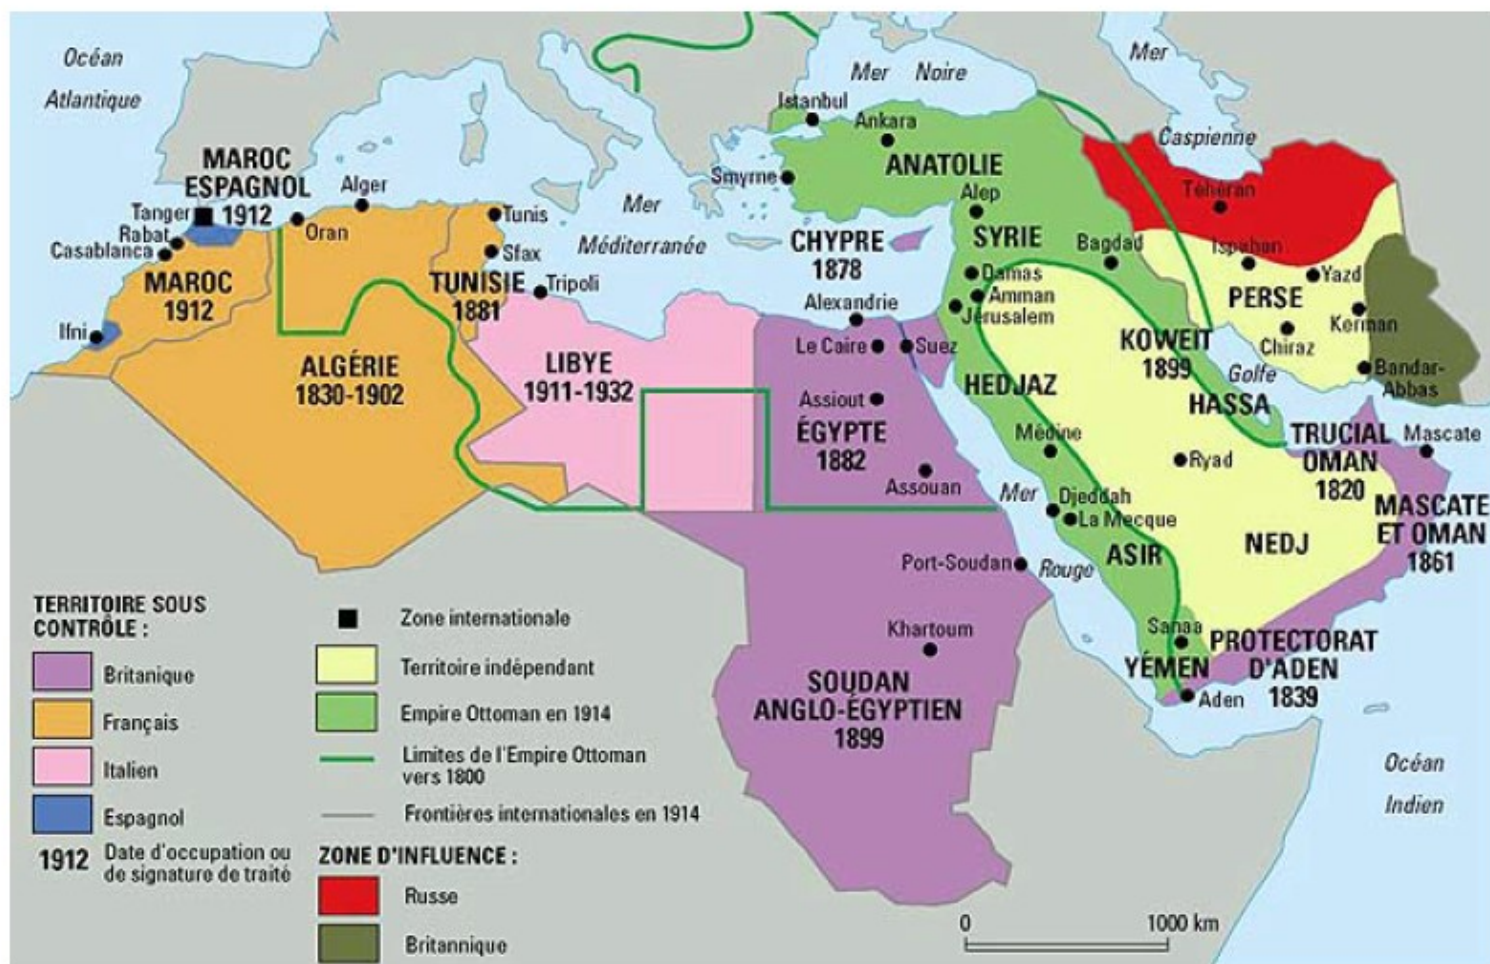 Océan
Atlantique
Mer
Mer Noire
Istanbul
Ankara
Caspienne
MAROC
ESPAGNOL
1912
ANATOLIE
Téhéran
Alger
Smyrne
Alep
Tanger
Tunis
Mer
Oran
SYRIE
Rabat
Bagdad
Casablanca
Sfax
Méditerranée
CHYPRE
1878
Ispahan
Yazd
MAROC
1912
TUNISIE
1881
Tripoli
Damas
Amman
Alexandrie
Jérusalem
PERSE
Kerman
Ifni
Le Caire
Suez
KOWEIT
1899
Chiraz
ALGÉRIE
1830-1902
LIBYE
1911-1932
HEDJAZ
Golfe
Bandar-
Abbas
Assiout
HASSA
ÉGYPTE
1882
Médine
TRUCIAL
OMAN
1820
Mascate
Ryad
Assouan
Mer
Djeddah
La Mecque
MASCATE
ET OMAN
1861
NEDJ
ASIR
Port-Soudan
Rouge
Khartoum
Sanaa
PROTECTORAT
D'ADEN
1839
YÉMEN
Aden
SOUDAN
ANGLO-ÉGYPTIEN
1899
Océan
Indien
TERRITOIRE SOUS
CONTRÔLE :
Britanique
Français
Italien
Espagnol
1912 Date d'occupation ou
de signature de traité
Zone internationale
Territoire indépendant
Empire Ottoman en 1914
Limites de l'Empire Ottoman
vers 1800
Frontières internationales en 1914
ZONE D'INFLUENCE :
Russe
Britannique
0 1000 km